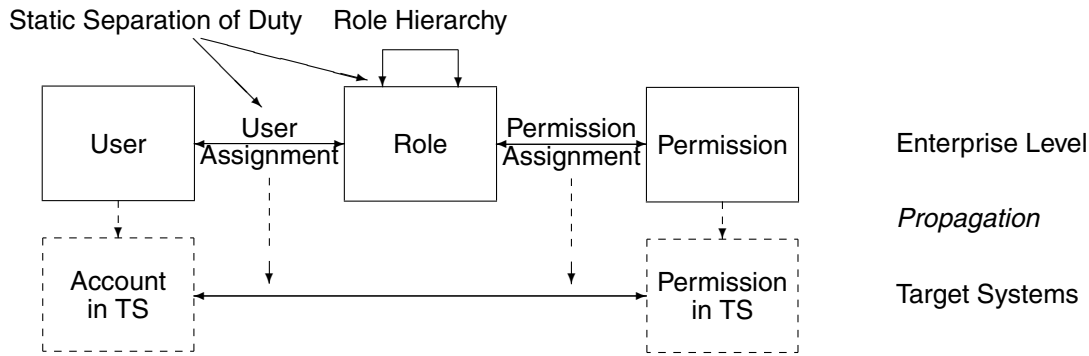 Static Separation of Duty
Role Hierarchy
User
User
Assignment
Role
Permission
Assignment
Permission
Enterprise Level
Propagation
Account
in TS
Permission
in TS
Target Systems